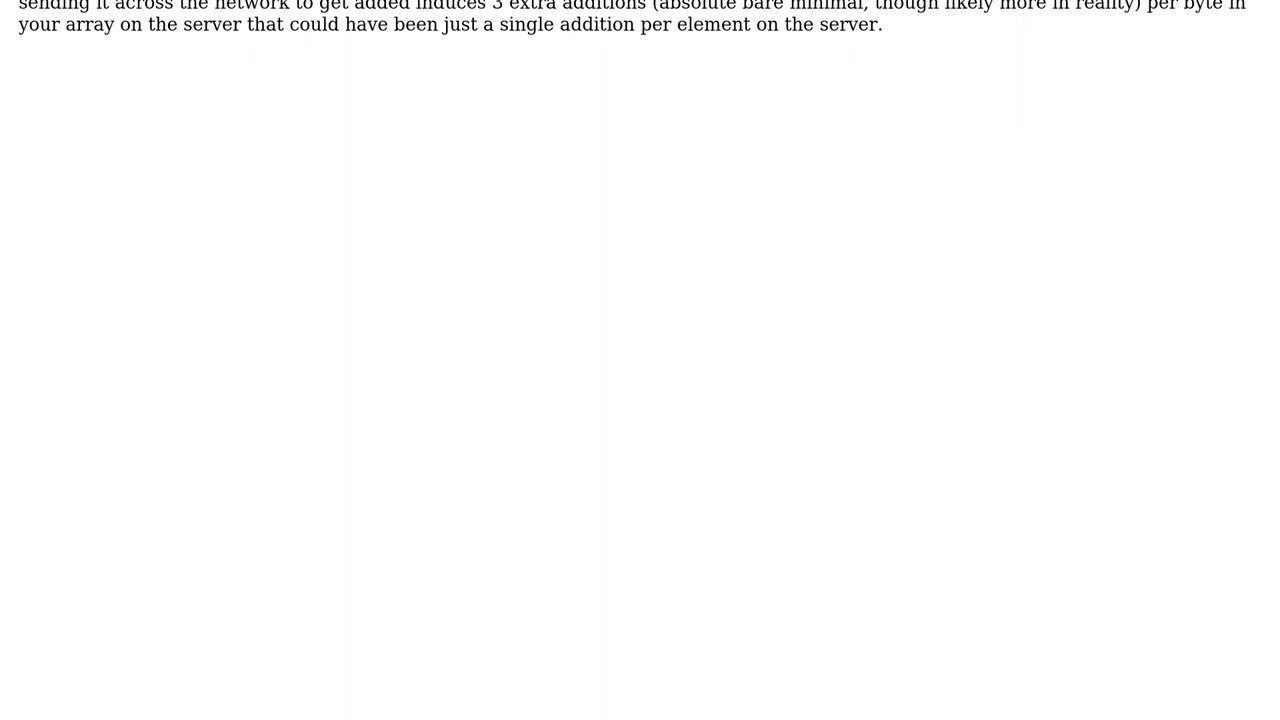 sending it across the network to get added induces 3 extra additions (absolute bare minimal, though likely more in reality) per byte in
your array on the server that could have been just a single addition per element on the server.